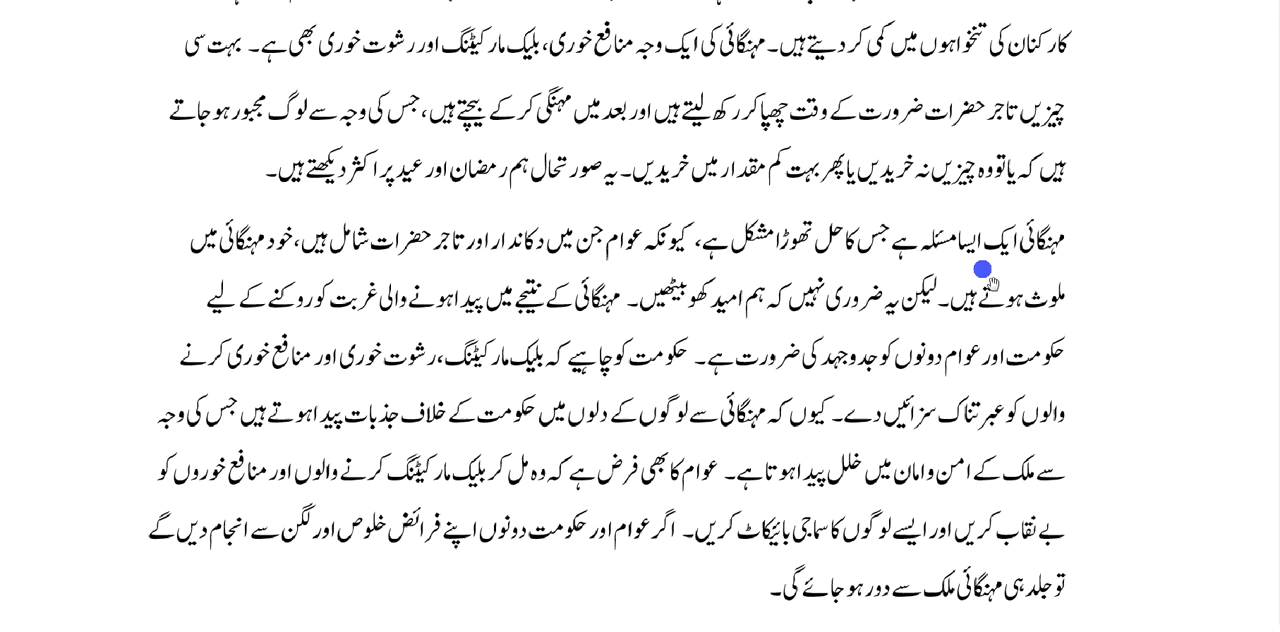 کارکنان کی تنخواہوں میں کمی کر دیتے ہیں۔ مہنگائی کی ایک وجہ منافع خوری، بلیک مارکیٹنگ اور رشوت خوری بھی ہے۔ بہت سی
چیزیں تاجر حضرات ضرورت کے وقت چھپا کر رکھ لیتے ہیں اور بعد میں مہنگی کر کے بیچتے ہیں، جس کی وجہ سے لوگ مجبور ہو جاتے
ہیں کہ یا تو وہ چیزیں نہ خریدیں یا پھر بہت کم مقدار میں خریدیں۔ یہ صورتحال ہم رمضان اور عید پر اکثر دیکھتے ہیں۔
مہنگائی ایک ایسا مسئلہ ہے جس کا حل تھوڑا مشکل ہے، کیونکہ عوام جن میں دکاندار اور تاجر حضرات شامل ہیں، خود مہنگائی میں
ملوث ہوتے ہیں۔ لیکن یہ ضروری نہیں کہ ہم امید کھو بیٹھیں۔ مہنگائی کے نتیجے میں پیدا ہونے والی غربت کو روکنے کے لیے
حکومت اور عوام دونوں کو جدوجہد کی ضرورت ہے۔ حکومت کو چاہیے کہ بلیک مارکیٹنگ، رشوت خوری اور منافع خوری کرنے
والوں کو عبرتناک سزائیں دے۔ کیوں کہ مہنگائی سے لوگوں کے دلوں میں حکومت کے خلاف جذبات پیدا ہوتے ہیں جس کی وجہ
سے ملک کے امن و امان میں خلل پیدا ہوتا ہے۔ عوام کا بھی فرض ہے کہ وہ مل کر بلیک مارکیٹنگ کرنے والوں اور منافع خوروں کو
بے نقاب کریں اور ایسے لوگوں کا سماجی بائیکاٹ کریں۔ اگر عوام اور حکومت دونوں اپنے فرائض خلوص اور لگن سے انجام دیں گے
تو جلد ہی مہنگائی ملک سے دور ہو جائے گی۔